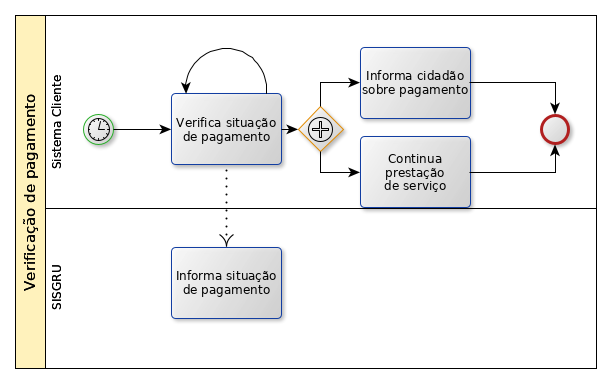 Verificação de pagamento
Sistema Cliente
Verifica situação
de pagamento
Informa cidadão
sobre pagamento
Continua
prestação
de serviço
SISGRU
Informa situação
de pagamento